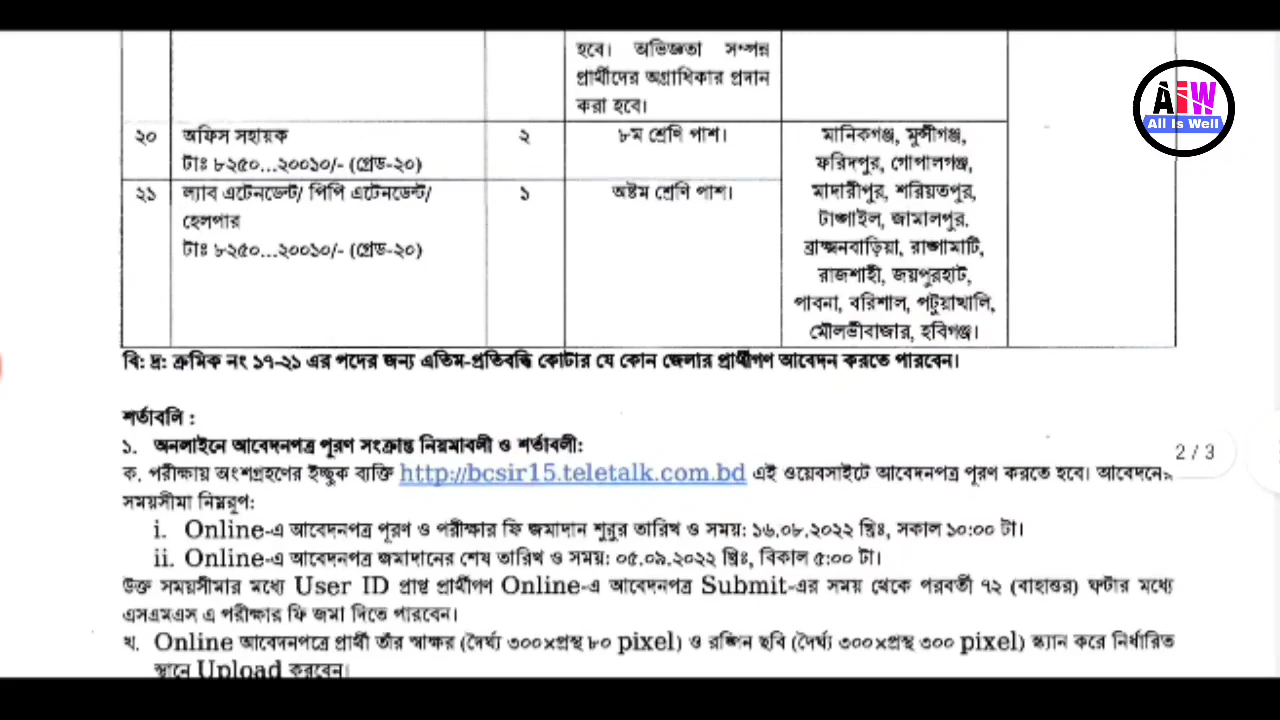 হবে। অভিজ্ঞতা সম্পন্ন
প্রার্থীদের অগ্রাধিকার প্রদান
করা হবে।
AiW
All Is Well
২০ অফিস সহায়ক ২ ৮ম শ্রেণি পাশ। মানিকগঞ্জ, মুন্সীগঞ্জ,
টাঃ ৮২৫০...২০০১০/- (গ্রেড-২০) ফরিদপুর, গোপালগঞ্জ,
২১ ল্যাব এটেনডেন্ট/ পিপি এটেনডেন্ট/ ১ অষ্টম শ্রেণি পাশ। মাদারীপুর, শরিয়তপুর,
হেলপার টাঙ্গাইল, জামালপুর.
টাঃ ৮২৫০...২০০১০/- (গ্রেড-২০) ব্রাহ্মনবাড়িয়া, রাঙ্গামাটি,
রাজশাহী, জয়পুরহাট,
পাবনা, বরিশাল, পটুয়াখালি,
মৌলভীবাজার, হবিগঞ্জ।
বি: দ্র: ক্রমিক নং ১৭-২১ এর পদের জন্য এতিম-প্রতিবন্ধি কোটার যে কোন জেলার প্রার্থীগণ আবেদন করতে পারবেন।
শর্তাবলি :
১. অনলাইনে আবেদনপত্র পূরণ সংক্রান্ত নিয়মাবলী ও শর্তাবলী:
2 / 3
ক. পরীক্ষায় অংশগ্রহণের ইচ্ছুক ব্যক্তি http://bcsir15.teletalk.com.bd এই ওয়েবসাইটে আবেদনপত্র পূরণ করতে হবে। আবেদনের
সময়সীমা নিম্নরূপ:
i. Online-এ আবেদনপত্র পূরণ ও পরীক্ষার ফি জমাদান শুরুর তারিখ ও সময়: ১৬.০৮.২০২২ খ্রিঃ, সকাল ১০:০০ টা।
ii. Online-এ আবেদনপত্র জমাদানের শেষ তারিখ ও সময়: ০৫.০৯.২০২২ খ্রিঃ, বিকাল ৫:০০ টা।
উক্ত সময়সীমার মধ্যে User ID প্রাপ্ত প্রার্থীগণ Online-এ আবেদনপত্র Submit-এর সময় থেকে পরবর্তী ৭২ (বাহাত্তর) ঘন্টার মধ্যে
এসএমএস এ পরীক্ষার ফি জমা দিতে পারবেন।
খ. Online আবেদনপত্রে প্রার্থী তাঁর স্বাক্ষর (দৈর্ঘ্য ৩০০xপ্রস্থ ৮০ pixel) ও রঙ্গিন ছবি (দৈর্ঘ্য ৩০০xপ্রস্থ ৩০০ pixel) স্ক্যান করে নির্ধারিত
স্থানে Upload করবেন।